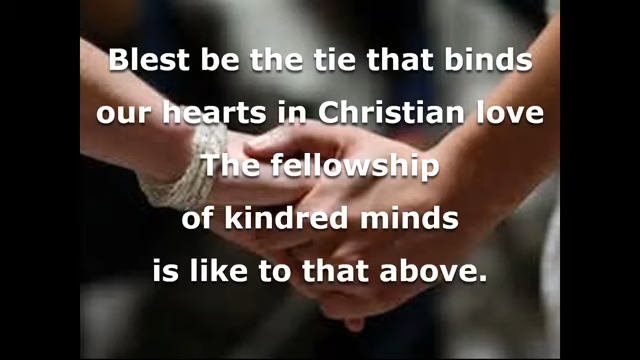 Blest be the tie that binds
our hearts in Christian love
The fellowship
of kindred minds
is like to that above.